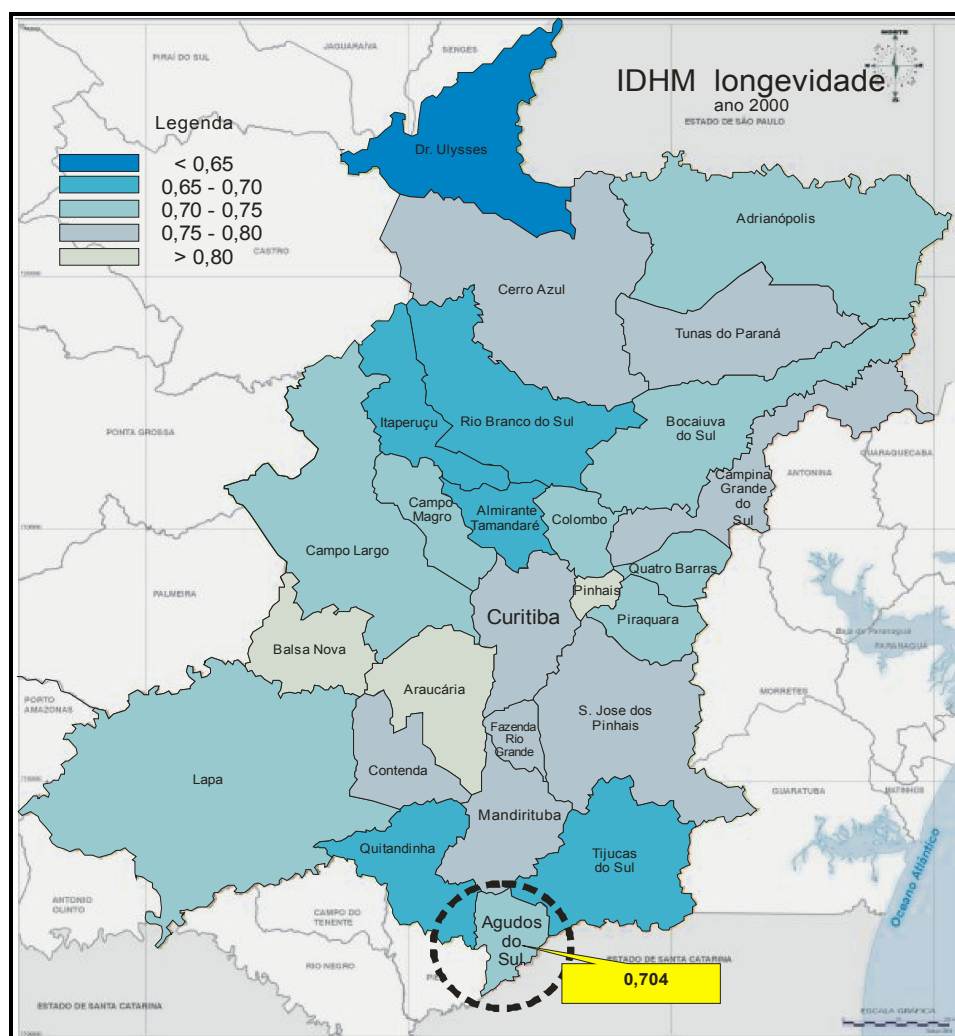 IDHM longevidade
ano 2000
NORTE
ESTADO DE SÃO PAULO
JAGUARAÍVA
SENGES
PIRAÍ DO SUL
Legenda
< 0,65
0,65 - 0,70
0,70 - 0,75
0,75 - 0,80
> 0,80
CASTRO
Dr. Ulysses
Adrianópolis
Cerro Azul
Tunas do Paraná
Itaperuçu
Rio Branco do Sul
Bocaiuva
do Sul
PONTA GROSSA
GUARAQUEÇABA
ANTONINA
Campinal
Grande
do
Sul
Campo
Magro
Almirante
Tamandaré
Colombo
Campo Largo
Quatro Barras
PALMEIRA
Pinhais
Curitiba
Piraquara
PARANAGUÁ
Balsa Nova
Araucária
PORTO
AMAZONAS
S. Jose dos
Pinhais
MORRETES
Fazenda
Rio
Grande
Lapa
Contenda
GUARATUBA
MATINHOS
Mandirituba
Quitandinha
Tijucas
do Sul
Oceano Atlântico
ANTONIO
OLINTO
CAMPO DO
TENENTE
Agudos
do
Sul
RIO NEGRO
ESTADO DE SANTA CATARINA
0,704
ESTADO DE SANTA CATARINA
ESCALA GRÁFICA